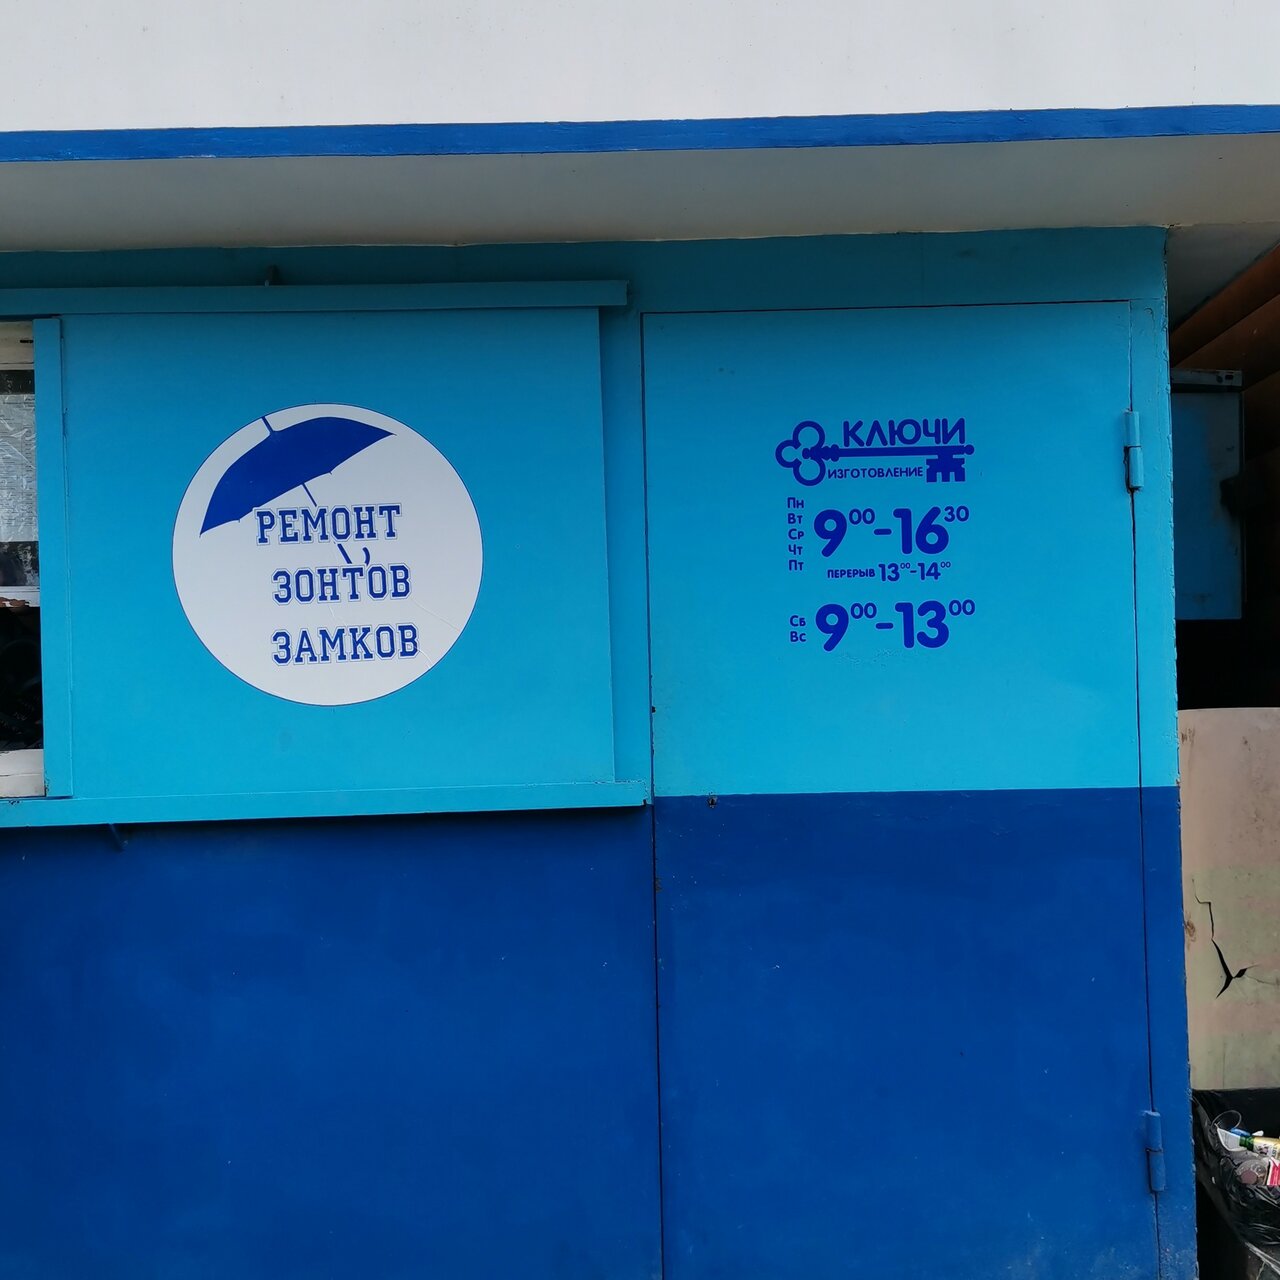 РЕМОНТ
ЗОНТОВ
ЗАМКОВ
КЛЮЧИ
ИЗГОТОВЛЕНИЕ
Пн
Вт
Ср
Чт
Пт
9⁰⁰-16³⁰
ПЕРЕРЫВ 13⁰⁰-14⁰⁰
Сб
Вс
9⁰⁰-13⁰⁰